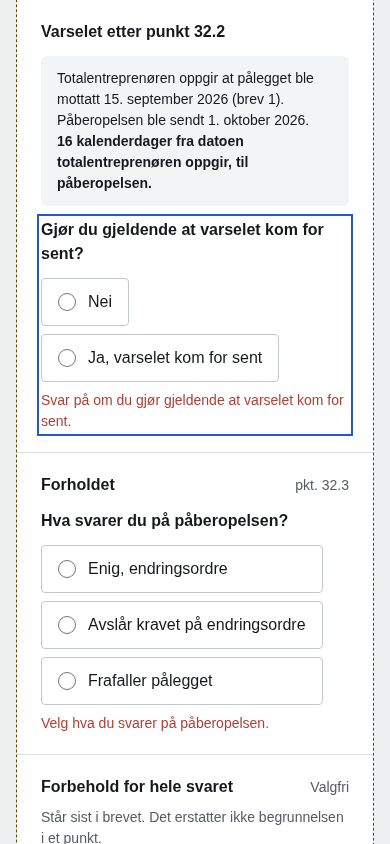 Varselet etter punkt 32.2
Totalentreprenøren oppgir at pålegget ble
mottatt 15. september 2026 (brev 1).
Påberopelsen ble sendt 1. oktober 2026.
16 kalenderdager fra datoen
totalentreprenøren oppgir, til
påberopelsen.
Gjør du gjeldende at varselet kom for
sent?
Nei
Ja, varselet kom for sent
Svar på om du gjør gjeldende at varselet kom for
sent.
Forholdet pkt. 32.3
Hva svarer du på påberopelsen?
Enig, endringsordre
Avslår kravet på endringsordre
Frafaller pålegget
Velg hva du svarer på påberopelsen.
Forbehold for hele svaret Valgfri
Står sist i brevet. Det erstatter ikke begrunnelsen
i et punkt.